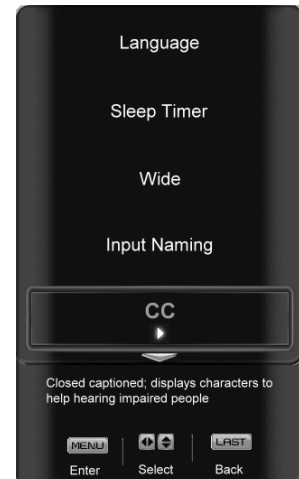 Language
Sleep Timer
Wide
Input Naming
CC
Closed captioned; displays characters to
help hearing impaired people
MENU LAST
Enter Select Back